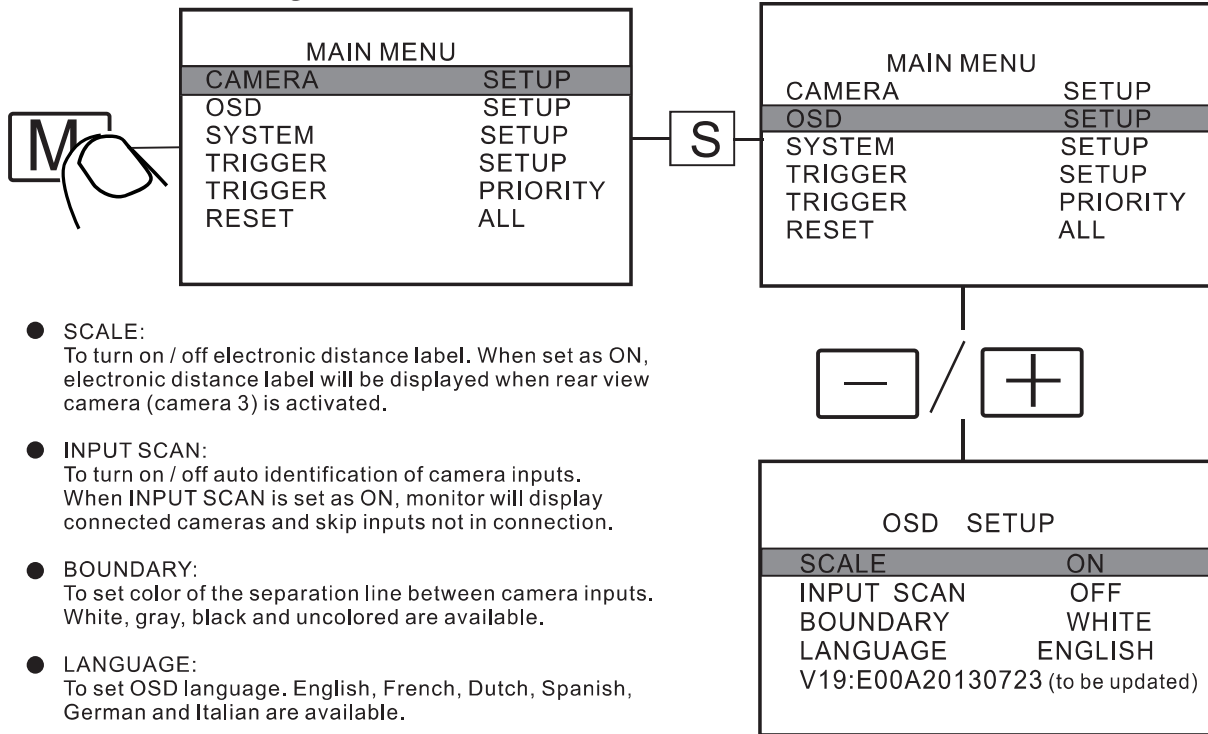 M
MAIN MENU
CAMERA SETUP
OSD SETUP
SYSTEM SETUP
TRIGGER SETUP
TRIGGER PRIORITY
RESET ALL
S
MAIN MENU
CAMERA SETUP
OSD SETUP
SYSTEM SETUP
TRIGGER SETUP
TRIGGER PRIORITY
RESET ALL
● SCALE:
To turn on / off electronic distance label. When set as ON,
electronic distance label will be displayed when rear view
camera (camera 3) is activated.
● INPUT SCAN:
To turn on / off auto identification of camera inputs.
When INPUT SCAN is set as ON, monitor will display
connected cameras and skip inputs not in connection.
● BOUNDARY:
To set color of the separation line between camera inputs.
White, gray, black and uncolored are available.
● LANGUAGE:
To set OSD language. English, French, Dutch, Spanish,
German and Italian are available.
− / +
OSD SETUP
SCALE ON
INPUT SCAN OFF
BOUNDARY WHITE
LANGUAGE ENGLISH
V19:E00A20130723 (to be updated)